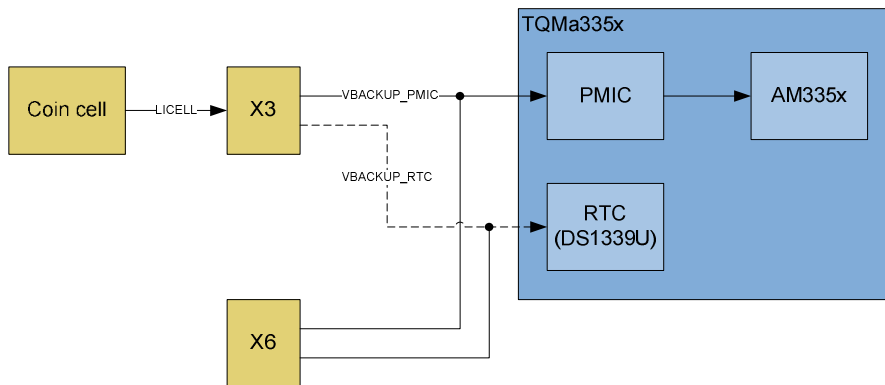 TQMa335x
Coin cell
LICELL
X3
VBACKUP_PMIC
PMIC
AM335x
VBACKUP_RTC
RTC
(DS1339U)
X6